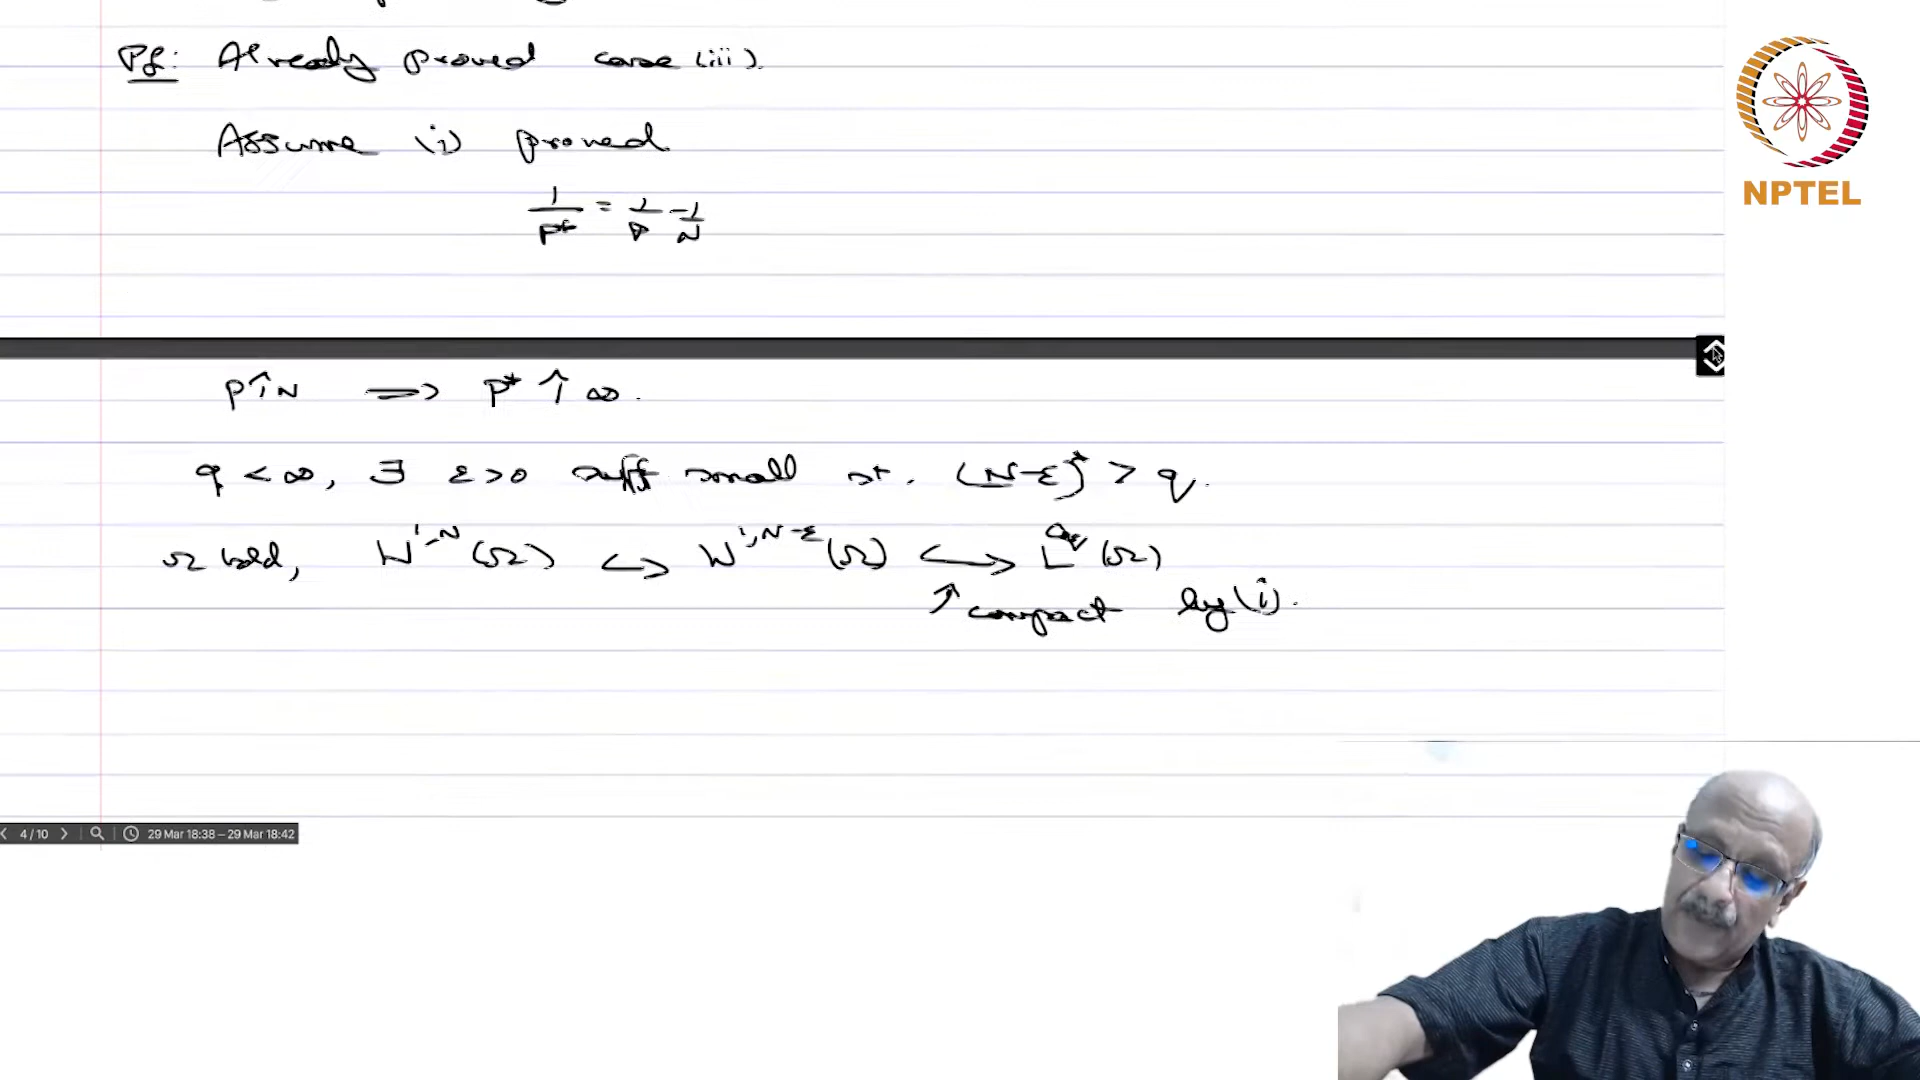 Pf: Already proved case (iii).
Assume (i) proved
1/p* = 1/p - 1/N
NPTEL
p↑N ⟹ p* ↑ ∞.
q < ∞, ∃ ε>0 suff small st. (N-ε)* > q.
Ω bdd, W^{1,N}(Ω) ↪ W^{1,N-ε}(Ω) ↪ L^q(Ω)
↑ compact by (i).
4 / 10
29 Mar 18:38 – 29 Mar 18:42